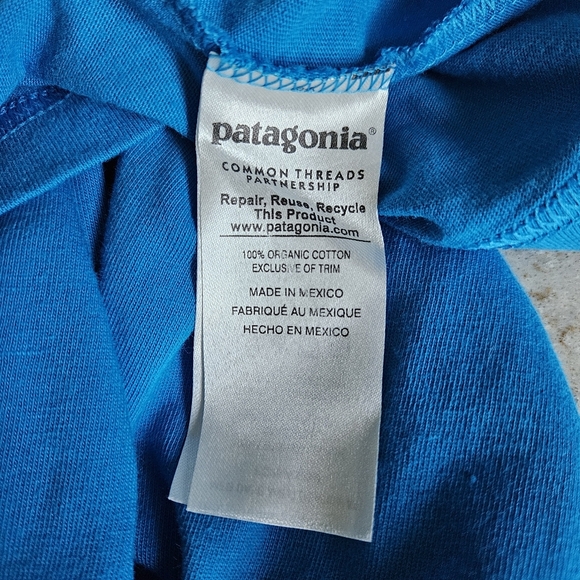 patagonia®
COMMON THREADS
PARTNERSHIP
Repair, Reuse, Recycle
This Product
www.patagonia.com
100% ORGANIC COTTON
EXCLUSIVE OF TRIM
MADE IN MEXICO
FABRIQUÉ AU MEXIQUE
HECHO EN MEXICO